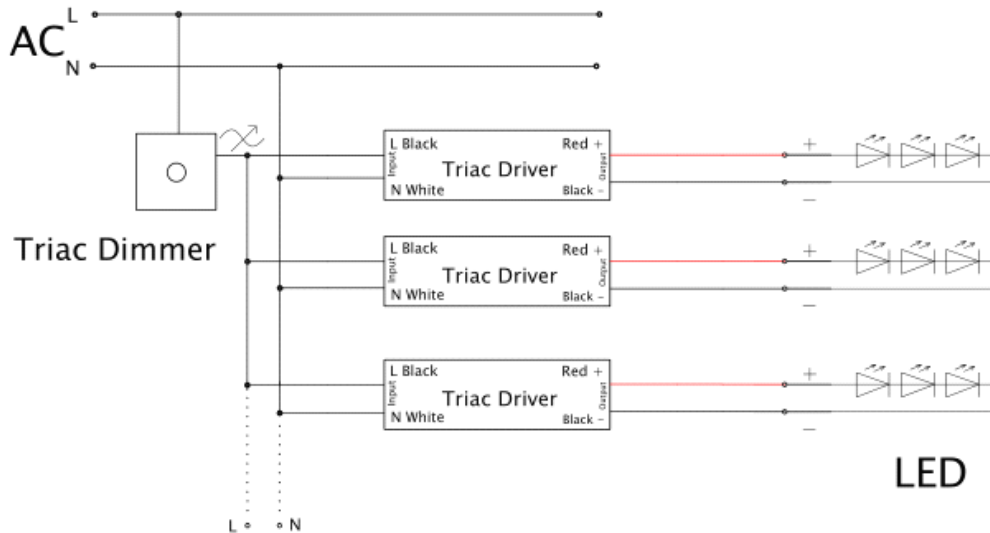 L
AC
N
L Black
Red +
Input
Triac Driver
Output
N White
Black -
Triac Dimmer
+
−
L Black
Red +
Input
Triac Driver
Output
N White
Black -
+
−
L Black
Red +
Input
Triac Driver
Output
N White
Black -
+
−
LED
L
N